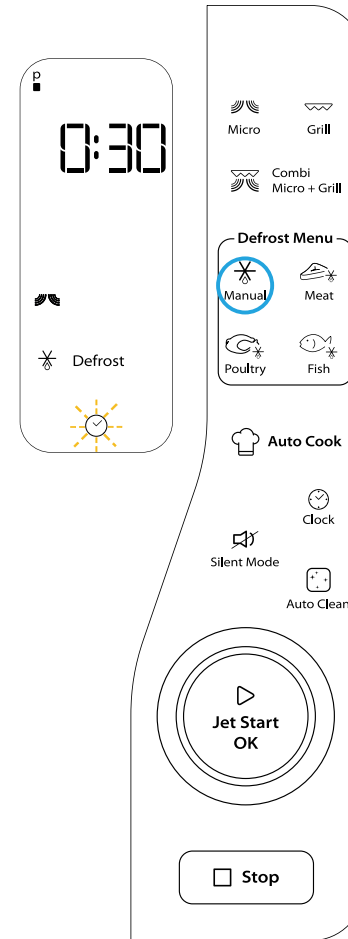 p
0:30
Defrost
Micro Grill
Combi
Micro + Grill
Defrost Menu
Manual Meat
Poultry Fish
Auto Cook
Clock
Silent Mode
Auto Clean
Jet Start
OK
Stop